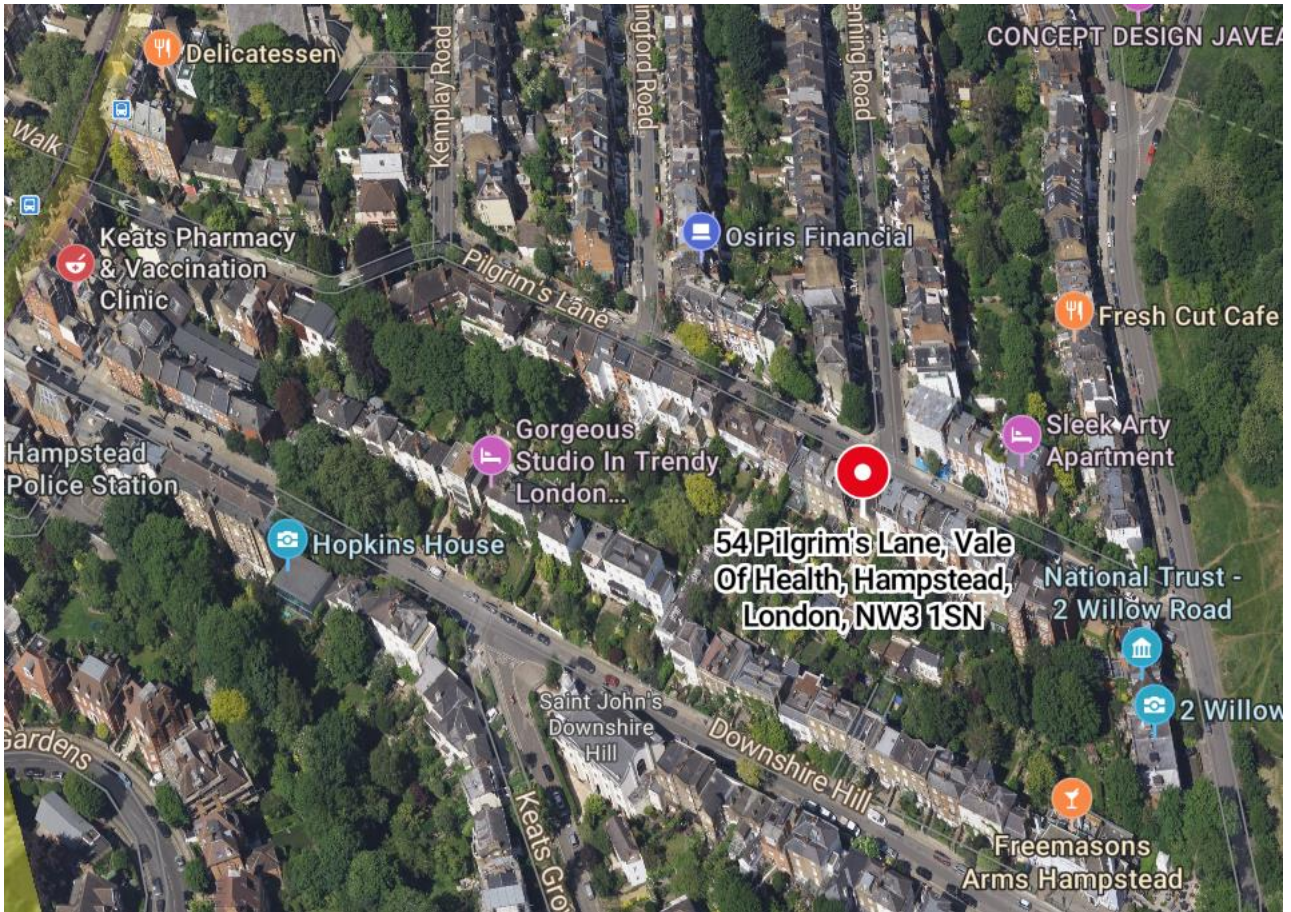 Delicatessen
Kemplay Road
ington Road
anning Road
CONCEPT DESIGN JAVEA
Walk
Keats Pharmacy
& Vaccination
Clinic
Osiris Financial
Pilgrim's Lane
Fresh Cut Cafe
Hampstead
Police Station
Gorgeous
Studio In Trendy
London...
Sleek Arty
Apartment
Hopkins House
54 Pilgrim's Lane, Vale
Of Health, Hampstead,
London, NW3 1SN
National Trust -
2 Willow Road
2 Willow
Saint John's
Downshire
Hill
Downshire Hill
Gardens
Keats Gro
Freemasons
Arms Hampstead